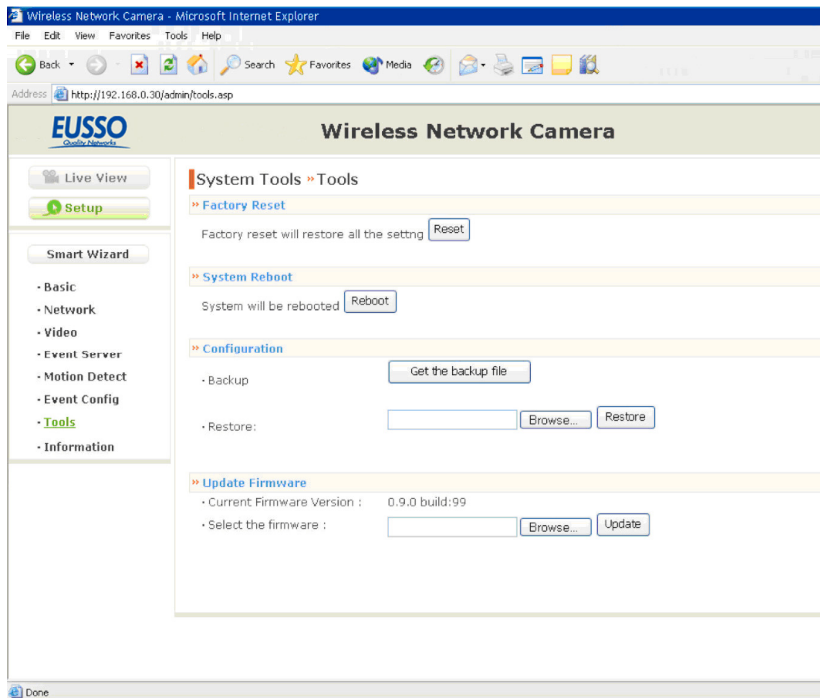 Wireless Network Camera - Microsoft Internet Explorer
File Edit View Favorites Tools Help
Back Search Favorites Media
Address http://192.168.0.30/admin/tools.asp
EUSSO
Quality Networks
Wireless Network Camera
Live View
Setup
Smart Wizard
· Basic
· Network
· Video
· Event Server
· Motion Detect
· Event Config
· Tools
· Information
System Tools » Tools
» Factory Reset
Factory reset will restore all the settng Reset
» System Reboot
System will be rebooted Reboot
» Configuration
· Backup Get the backup file
· Restore: Browse... Restore
» Update Firmware
· Current Firmware Version : 0.9.0 build:99
· Select the firmware : Browse... Update
Done